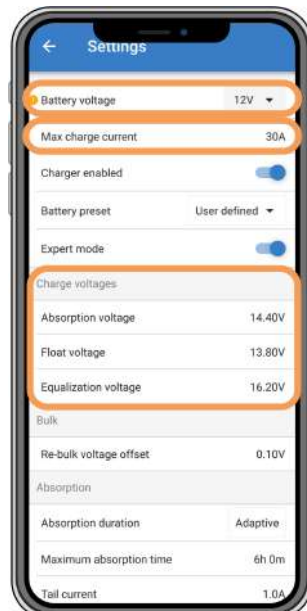 Settings
Battery voltage 12V
Max charge current 30A
Charger enabled
Battery preset User defined
Expert mode
Charge voltages
Absorption voltage 14.40V
Float voltage 13.80V
Equalization voltage 16.20V
Bulk
Re-bulk voltage offset 0.10V
Absorption
Absorption duration Adaptive
Maximum absorption time 6h 0m
Tail current 1.0A